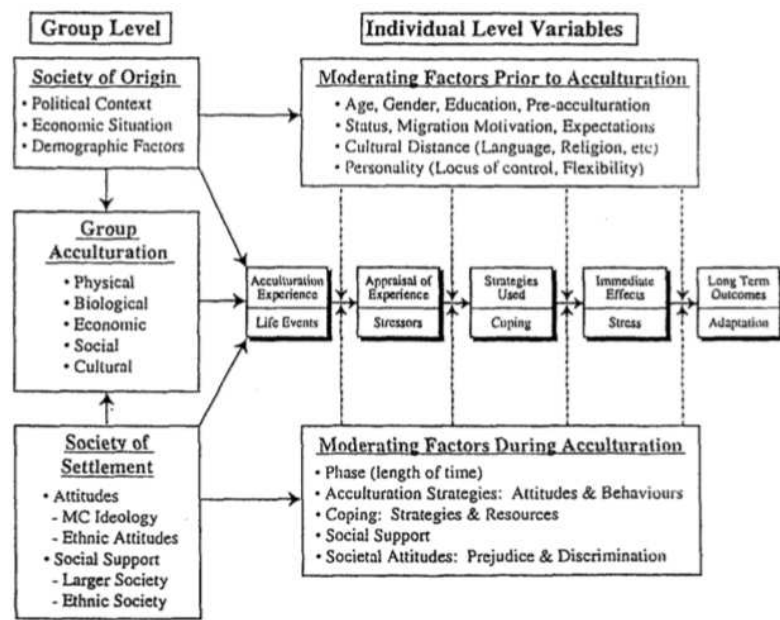 Group Level
Individual Level Variables
Society of Origin
• Political Context
• Economic Situation
• Demographic Factors
Moderating Factors Prior to Acculturation
• Age, Gender, Education, Pre-acculturation
• Status, Migration Motivation, Expectations
• Cultural Distance (Language, Religion, etc)
• Personality (Locus of control, Flexibility)
Group
Acculturation
• Physical
• Biological
• Economic
• Social
• Cultural
Acculturation
Experience
Life Events
Appraisal of
Experience
Stressors
Strategies
Used
Coping
Immediate
Effects
Stress
Long Term
Outcomes
Adaptation
Society of
Settlement
• Attitudes
- MC Ideology
- Ethnic Attitudes
• Social Support
- Larger Society
- Ethnic Society
Moderating Factors During Acculturation
• Phase (length of time)
• Acculturation Strategies: Attitudes & Behaviours
• Coping: Strategies & Resources
• Social Support
• Societal Attitudes: Prejudice & Discrimination